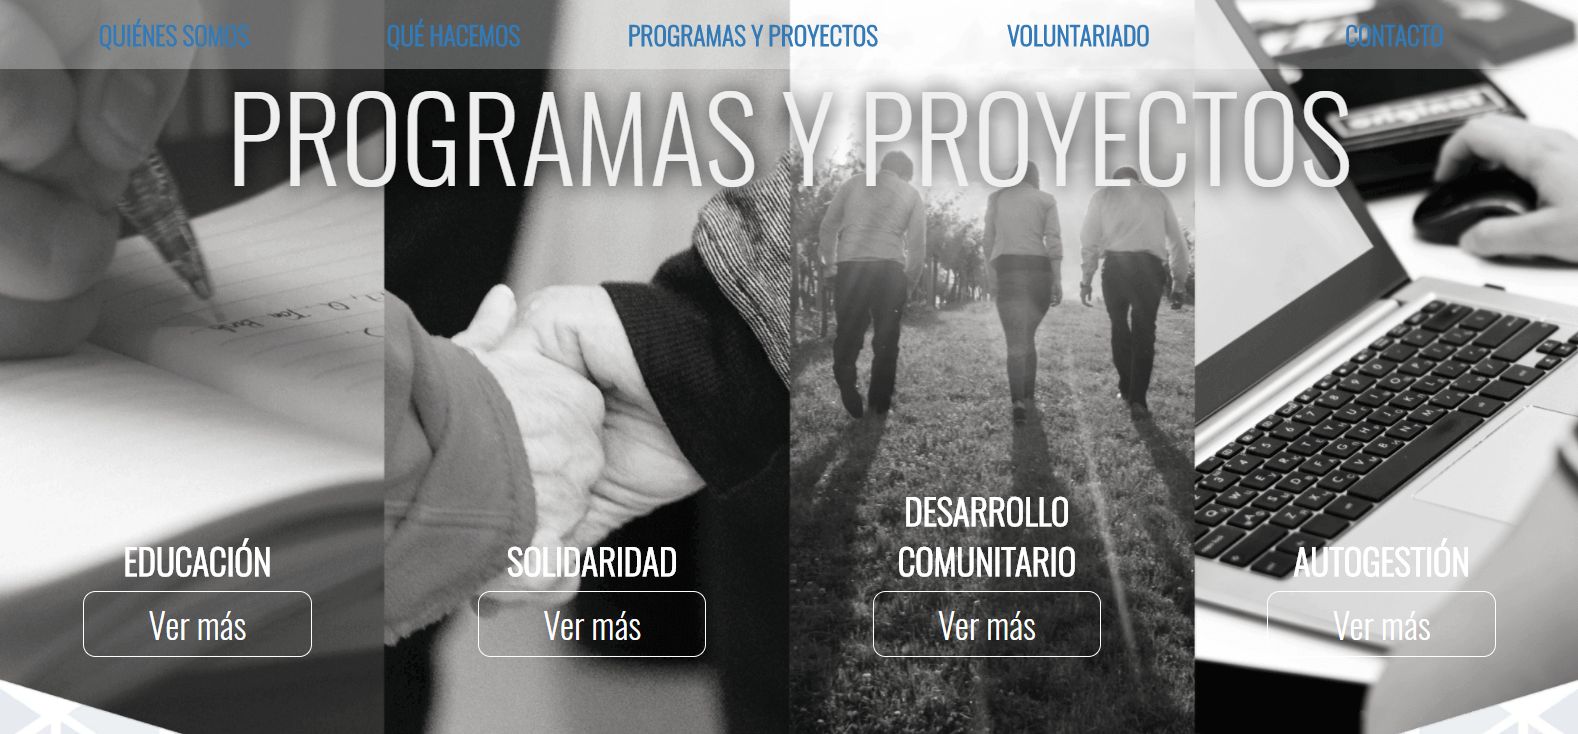 QUIÉNES SOMOS
QUÉ HACEMOS
PROGRAMAS Y PROYECTOS
VOLUNTARIADO
CONTACTO
PROGRAMAS Y PROYECTOS
original
EDUCACIÓN
Ver más
SOLIDARIDAD
Ver más
DESARROLLO
COMUNITARIO
Ver más
AUTOGESTIÓN
Ver más